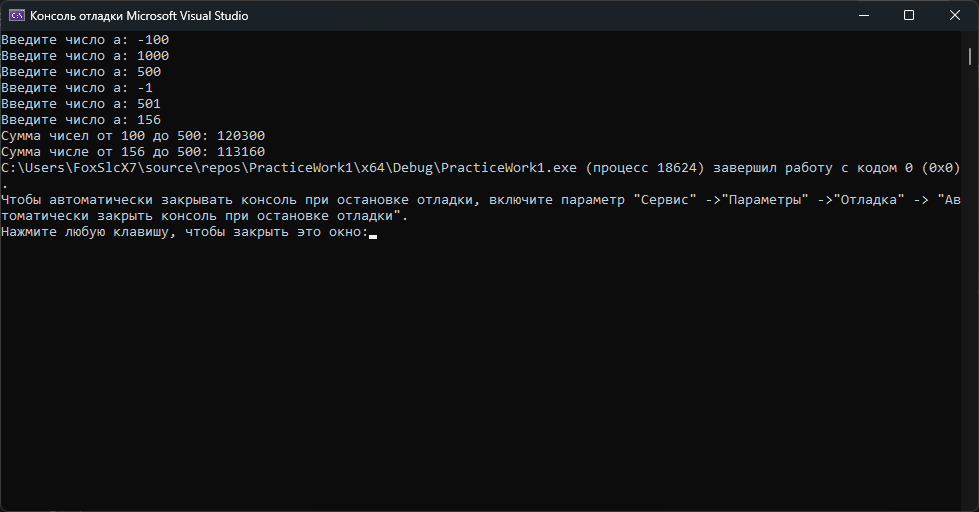 Консоль отладки Microsoft Visual Studio
Введите число а: -100
Введите число а: 1000
Введите число а: 500
Введите число а: -1
Введите число а: 501
Введите число а: 156
Сумма чисел от 100 до 500: 120300
Сумма числе от 156 до 500: 113160
C:\Users\FoxSlcX7\source\repos\PracticeWork1\x64\Debug\PracticeWork1.exe (процесс 18624) завершил работу с кодом 0 (0x0)
.
Чтобы автоматически закрывать консоль при остановке отладки, включите параметр "Сервис" ->"Параметры" ->"Отладка" -> "Ав
томатически закрыть консоль при остановке отладки".
Нажмите любую клавишу, чтобы закрыть это окно: